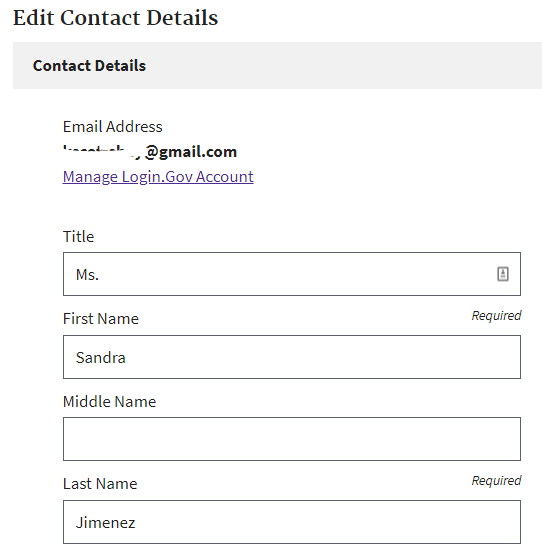 Edit Contact Details
Contact Details
Email Address
@gmail.com
Manage Login.Gov Account
Title
Ms.
First Name Required
Sandra
Middle Name
Last Name Required
Jimenez